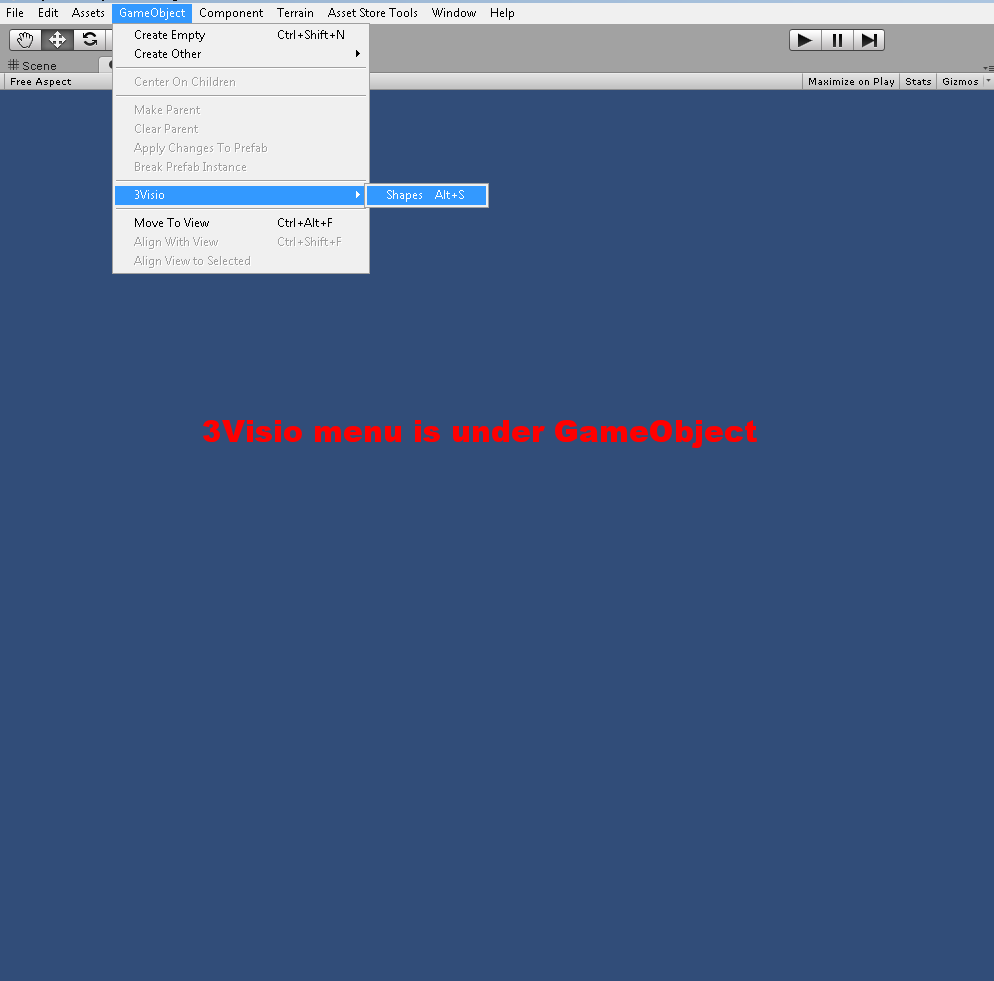 File Edit Assets GameObject Component Terrain Asset Store Tools Window Help
Create Empty Ctrl+Shift+N
Create Other
Center On Children
Make Parent
Clear Parent
Apply Changes To Prefab
Break Prefab Instance
3Visio Shapes Alt+S
Move To View Ctrl+Alt+F
Align With View Ctrl+Shift+F
Align View to Selected
Scene
Free Aspect Maximize on Play Stats Gizmos
3Visio menu is under GameObject